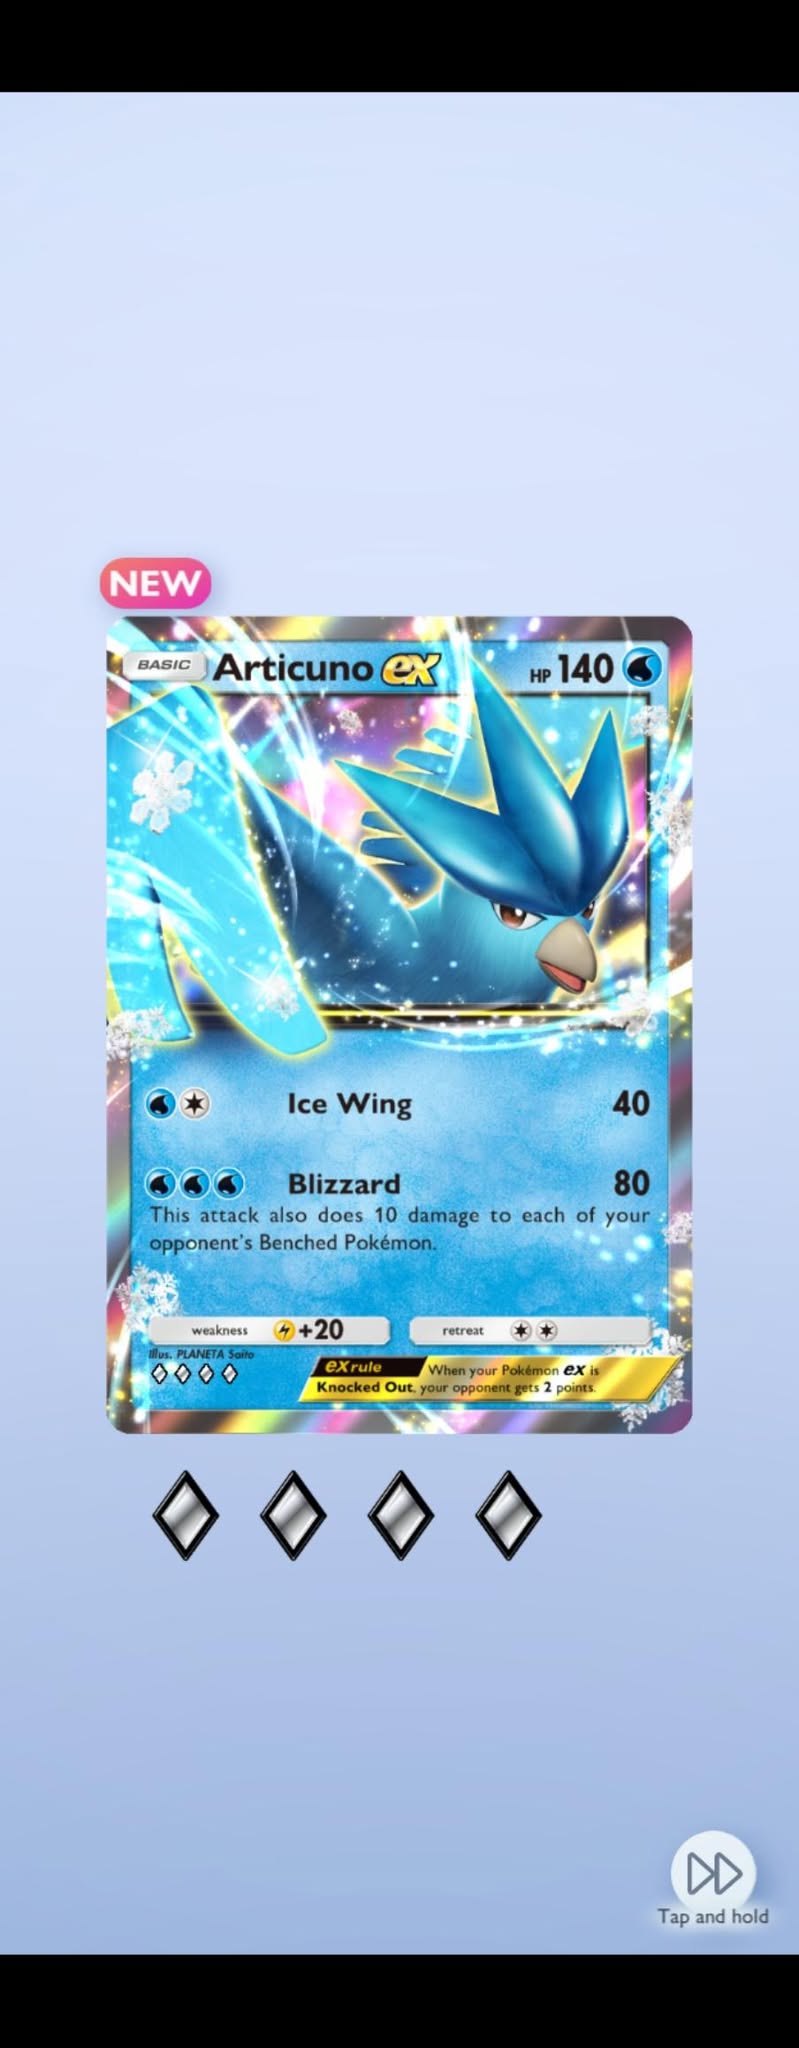 NEW
BASIC Articuno ex HP 140
Ice Wing 40
Blizzard 80
This attack also does 10 damage to each of your
opponent's Benched Pokémon.
weakness +20 retreat
Illus. PLANETA Saito
ex rule When your Pokémon ex is
Knocked Out, your opponent gets 2 points.
Tap and hold